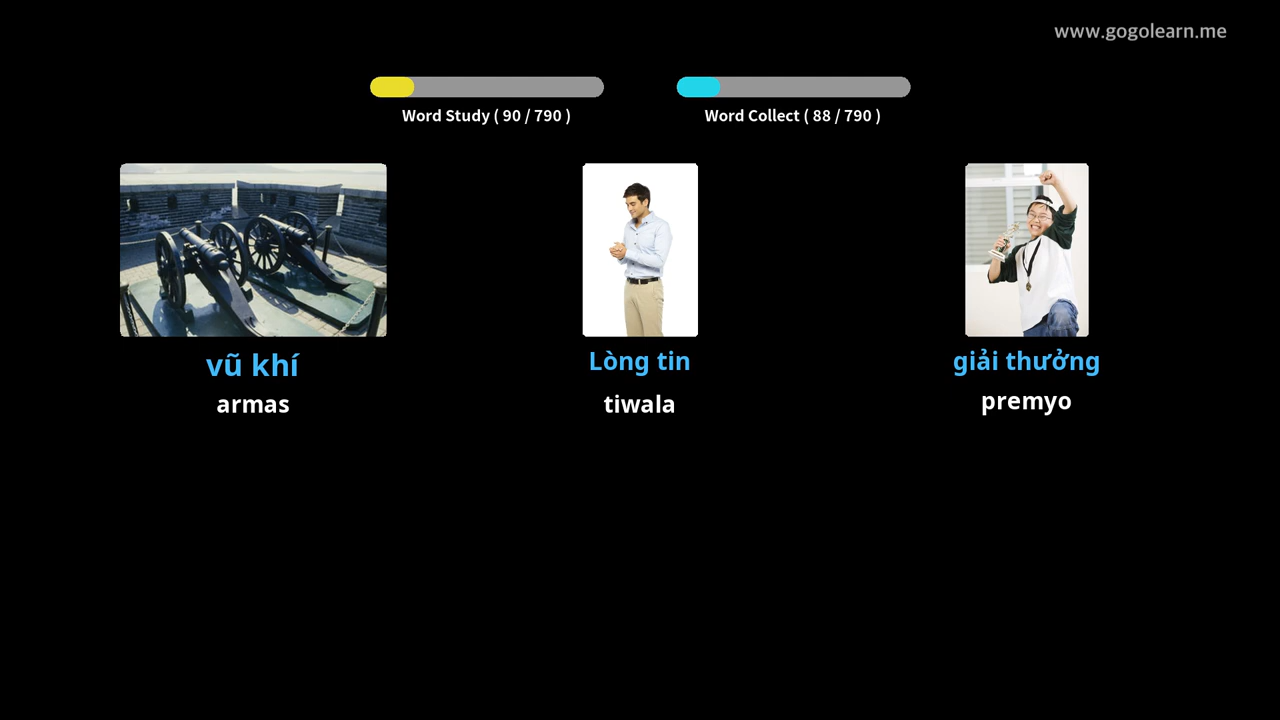 www.gogolearn.me
Word Study ( 90 / 790 )
Word Collect ( 88 / 790 )
vũ khí
armas
Lòng tin
tiwala
giải thưởng
premyo